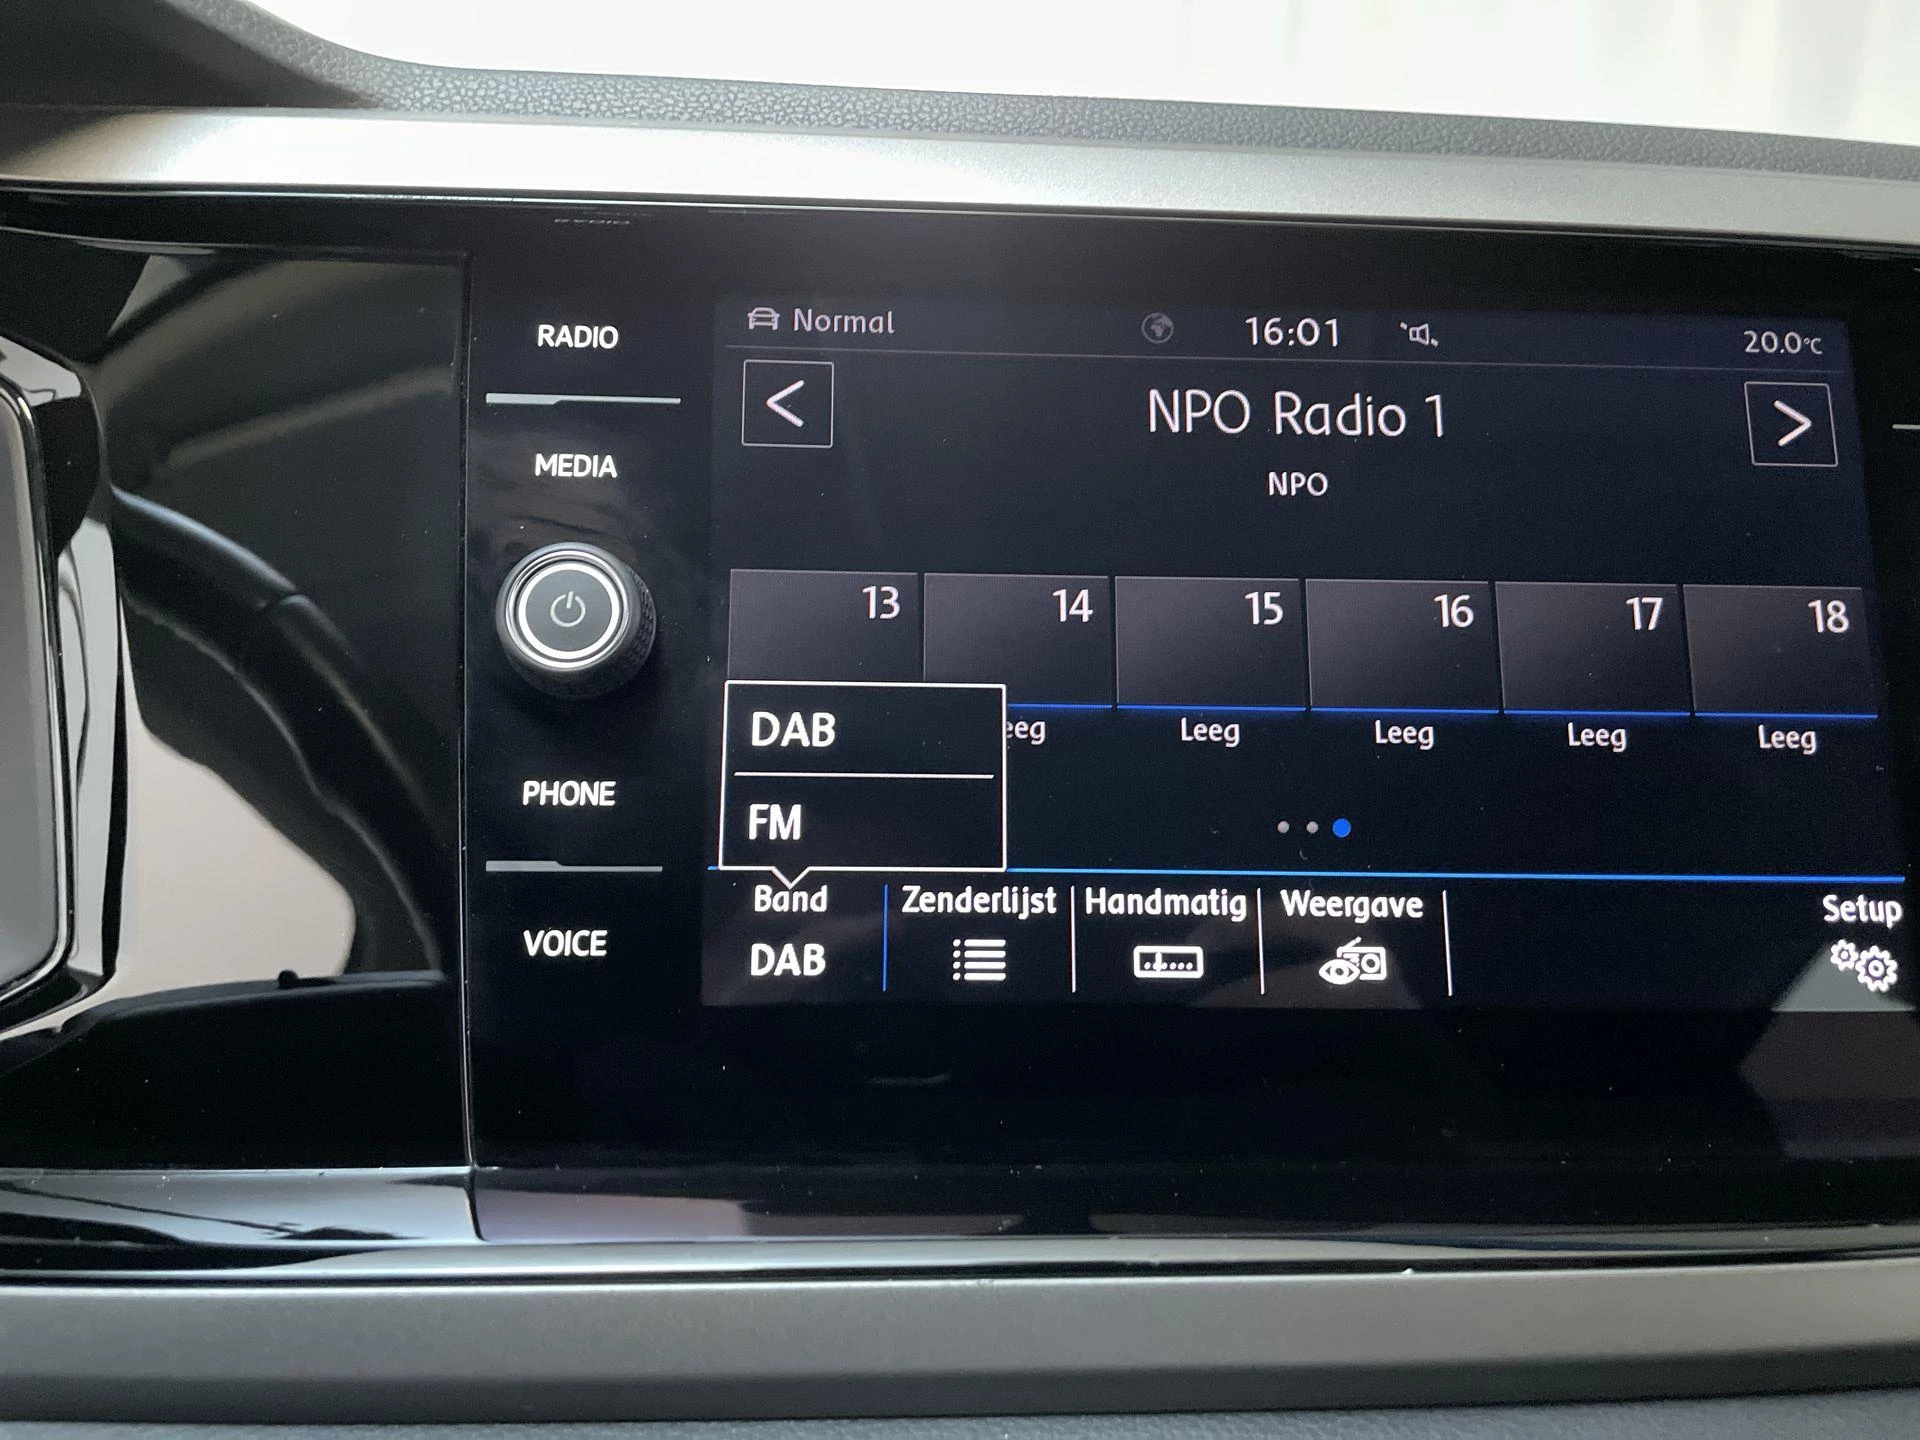 RADIO
MEDIA
PHONE
VOICE
Normal
16:01
20.0°C
<
NPO Radio 1
>
NPO
13 14 15 16 17 18
eeg Leeg Leeg Leeg Leeg
DAB
FM
Band Zenderlijst Handmatig Weergave Setup
DAB